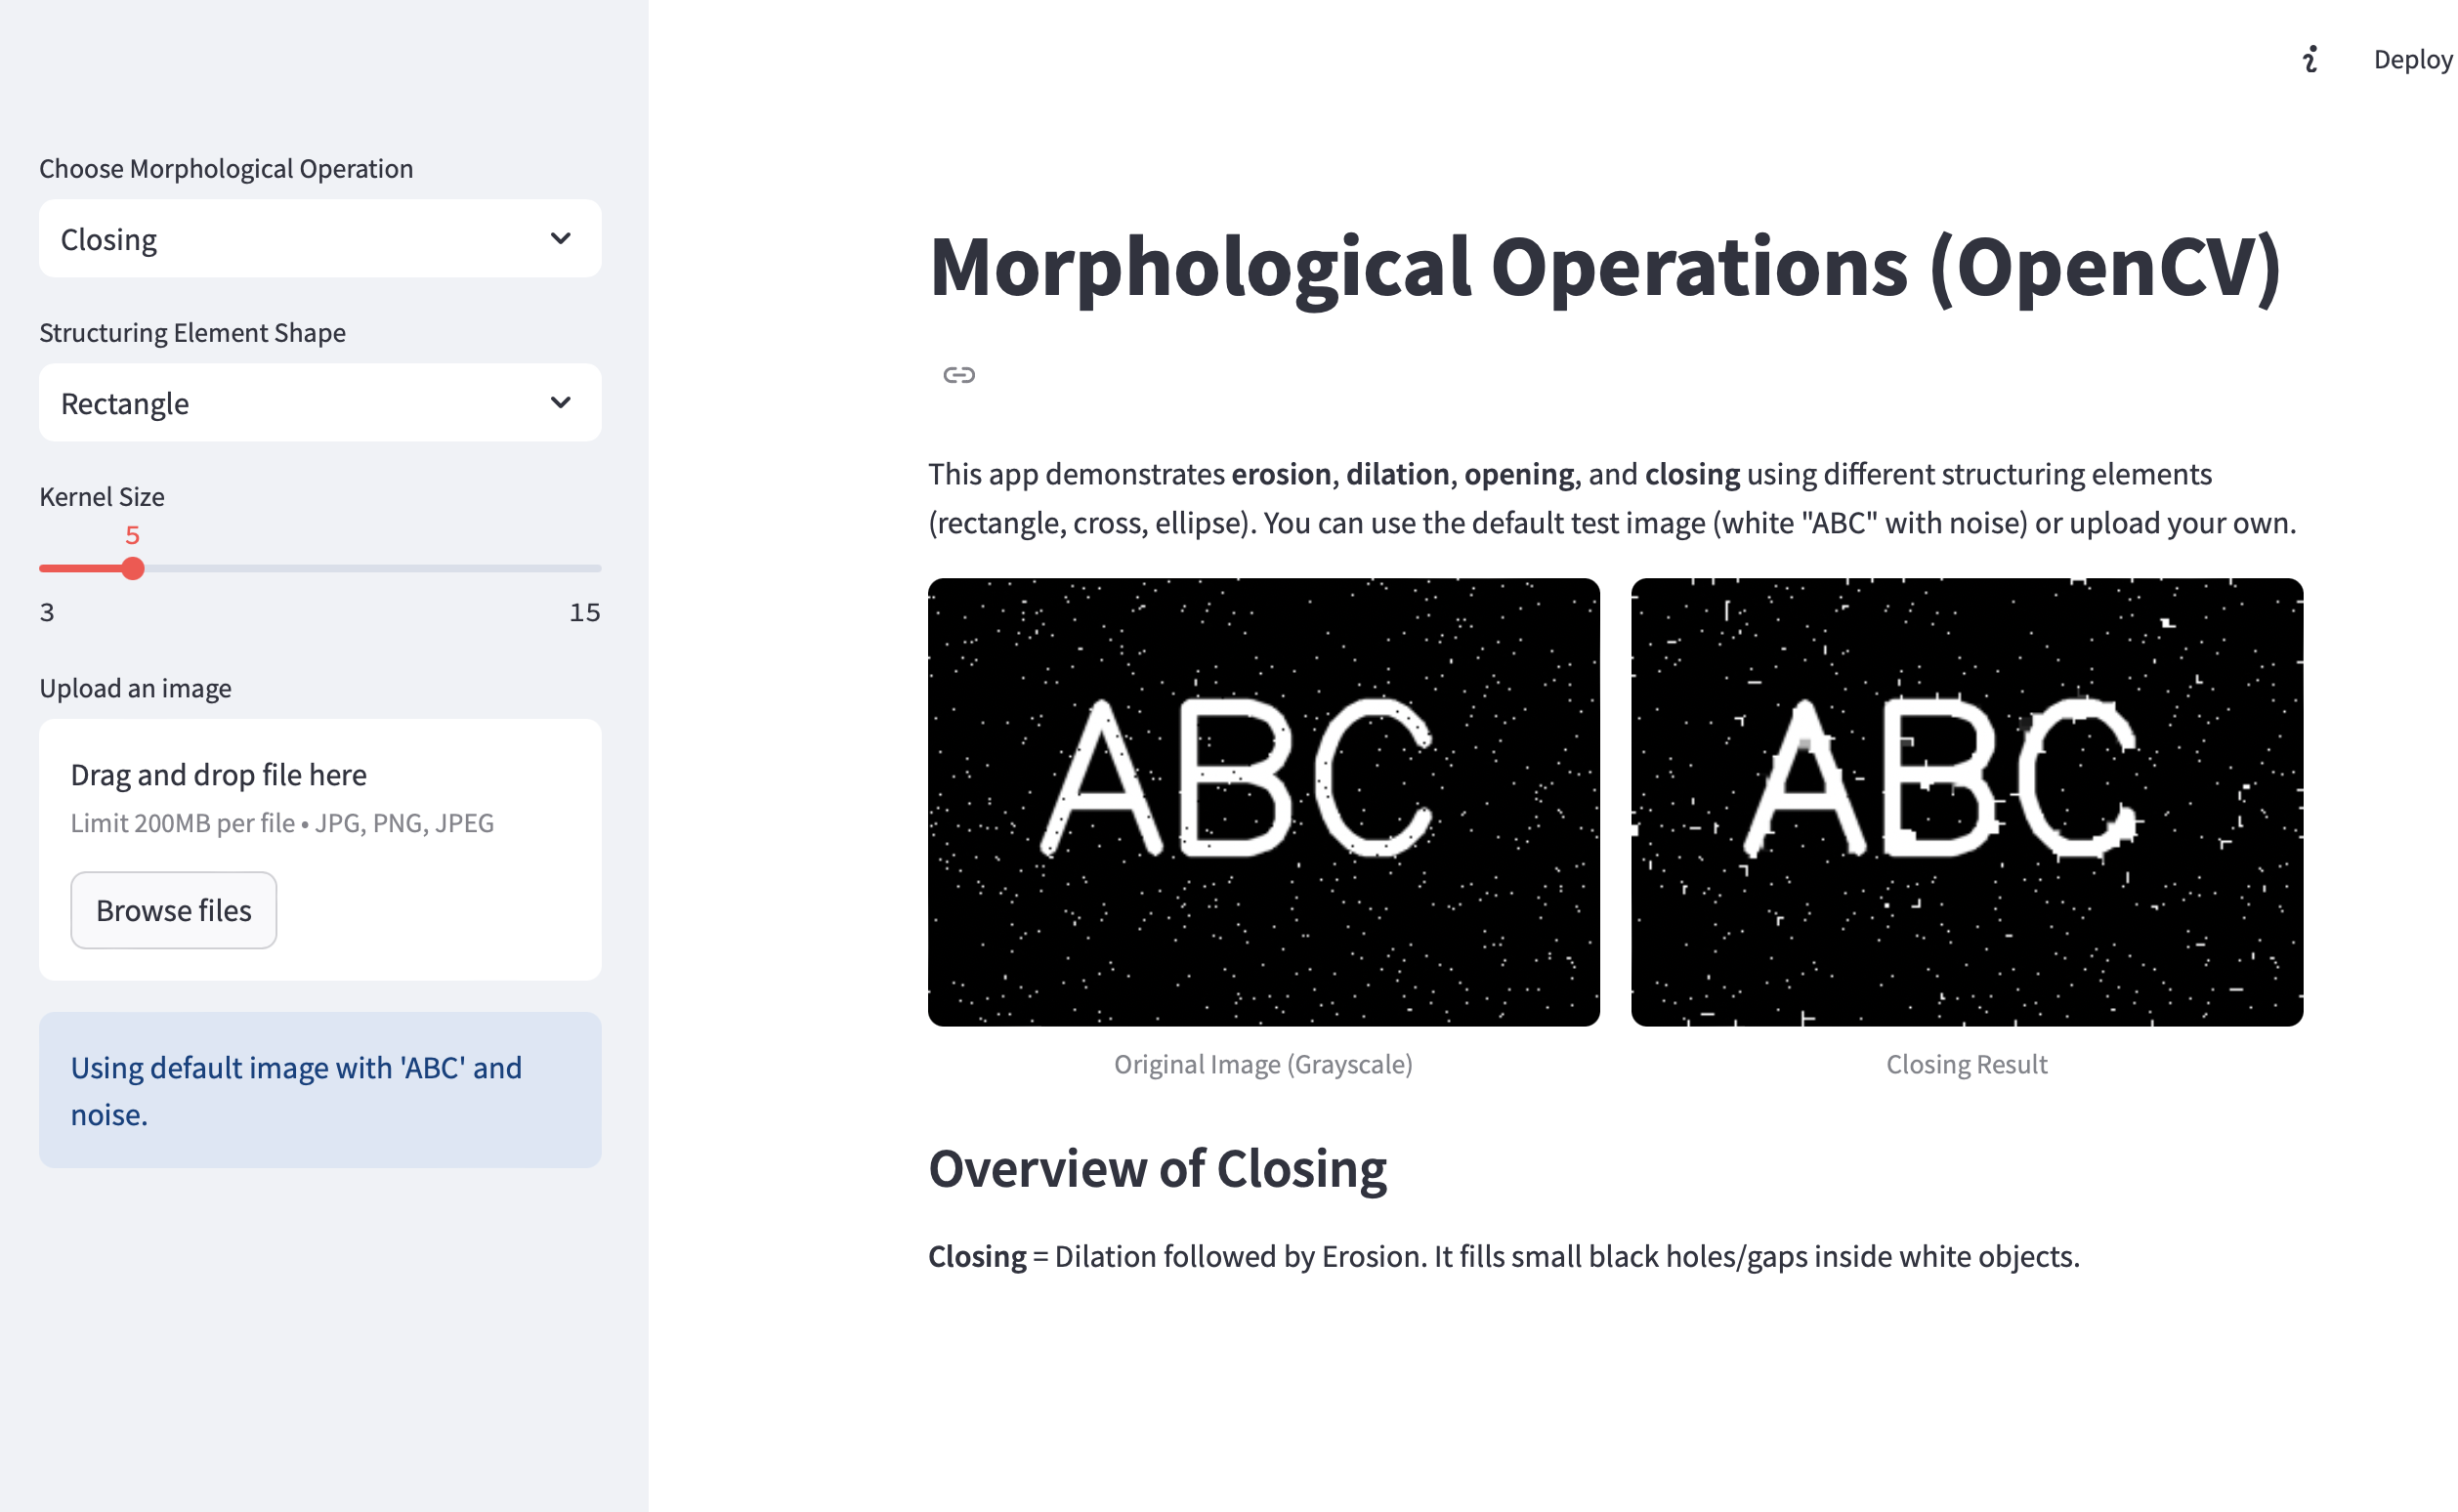 Deploy
Choose Morphological Operation
Closing
Structuring Element Shape
Rectangle
Kernel Size
5
3
15
Upload an image
Drag and drop file here
Limit 200MB per file • JPG, PNG, JPEG
Browse files
Using default image with 'ABC' and
noise.
Morphological Operations (OpenCV)
This app demonstrates erosion, dilation, opening, and closing using different structuring elements
(rectangle, cross, ellipse). You can use the default test image (white "ABC" with noise) or upload your own.
ABC
ABC
Original Image (Grayscale)
Closing Result
Overview of Closing
Closing = Dilation followed by Erosion. It fills small black holes/gaps inside white objects.